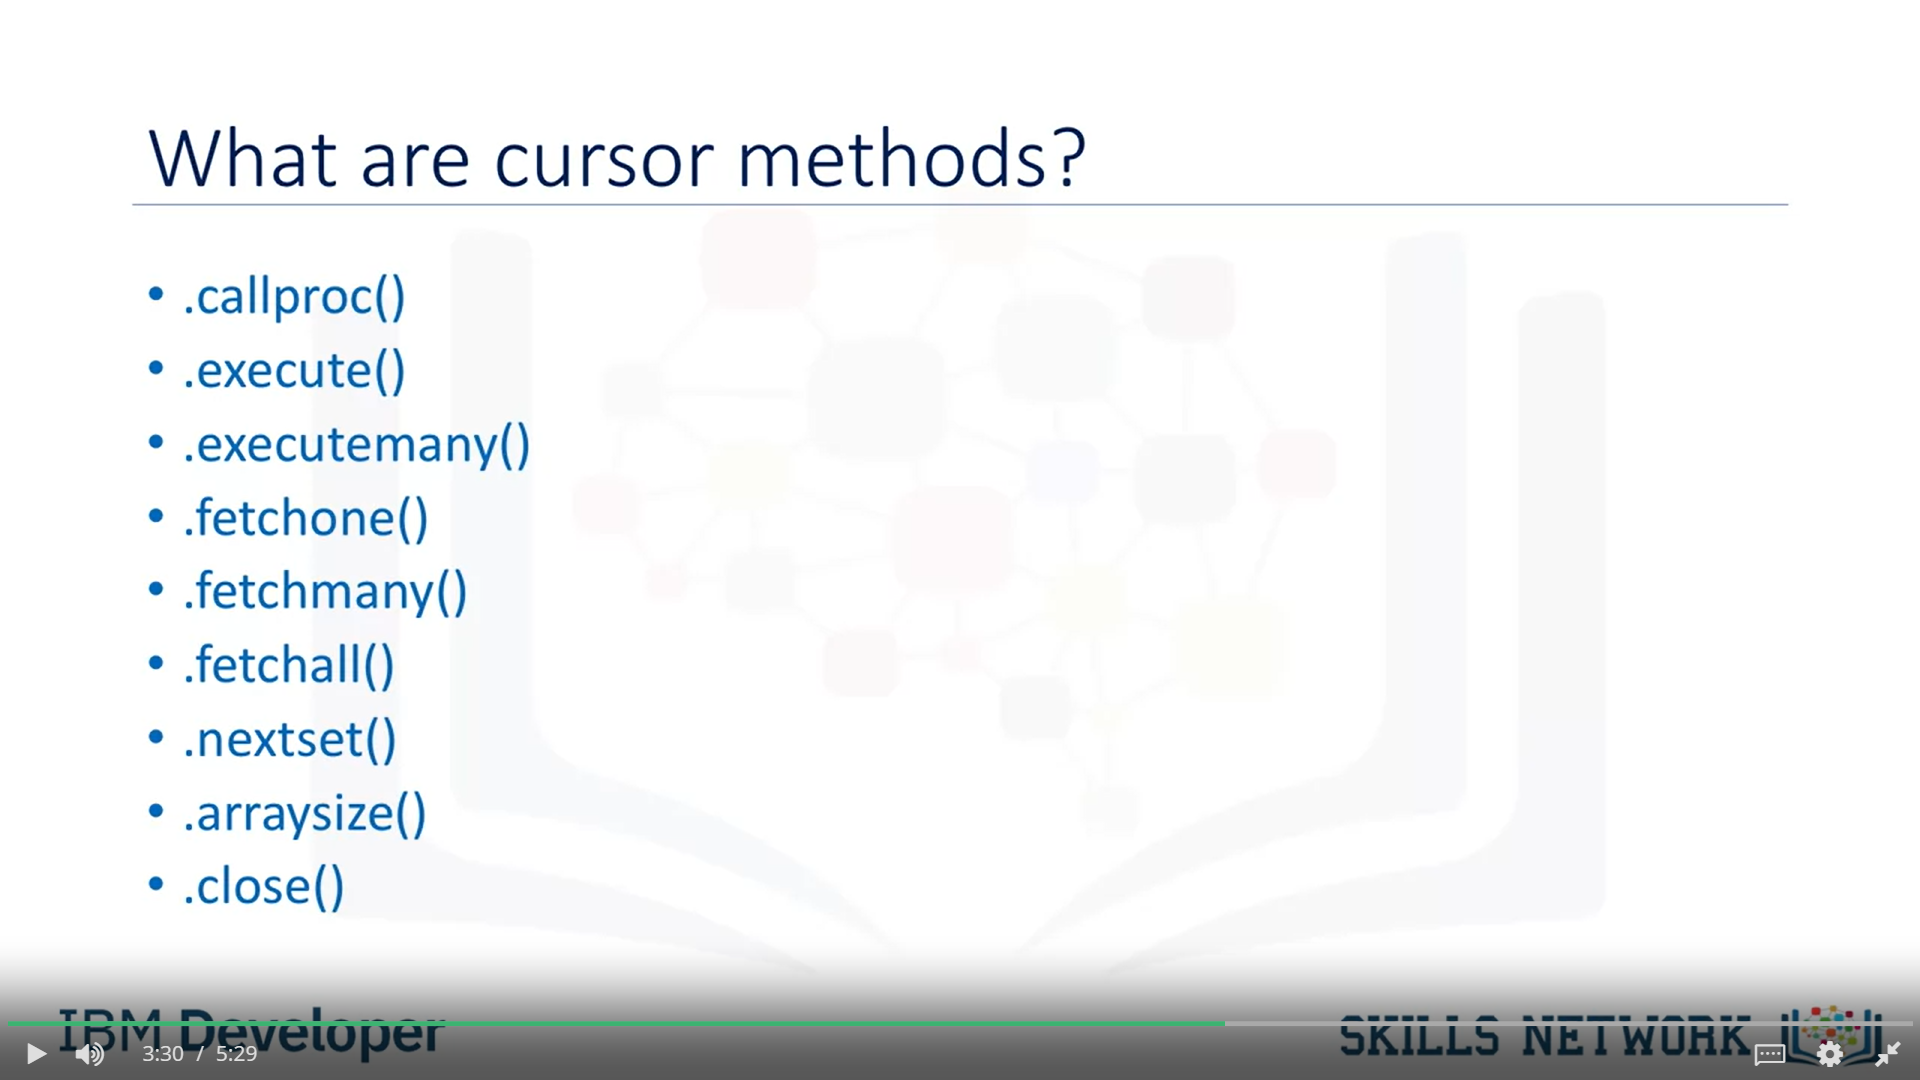 What are cursor methods?
• .callproc()
• .execute()
• .executemany()
• .fetchone()
• .fetchmany()
• .fetchall()
• .nextset()
• .arraysize()
• .close()
IBM Developer
SKILLS NETWORK
3:30 / 5:29